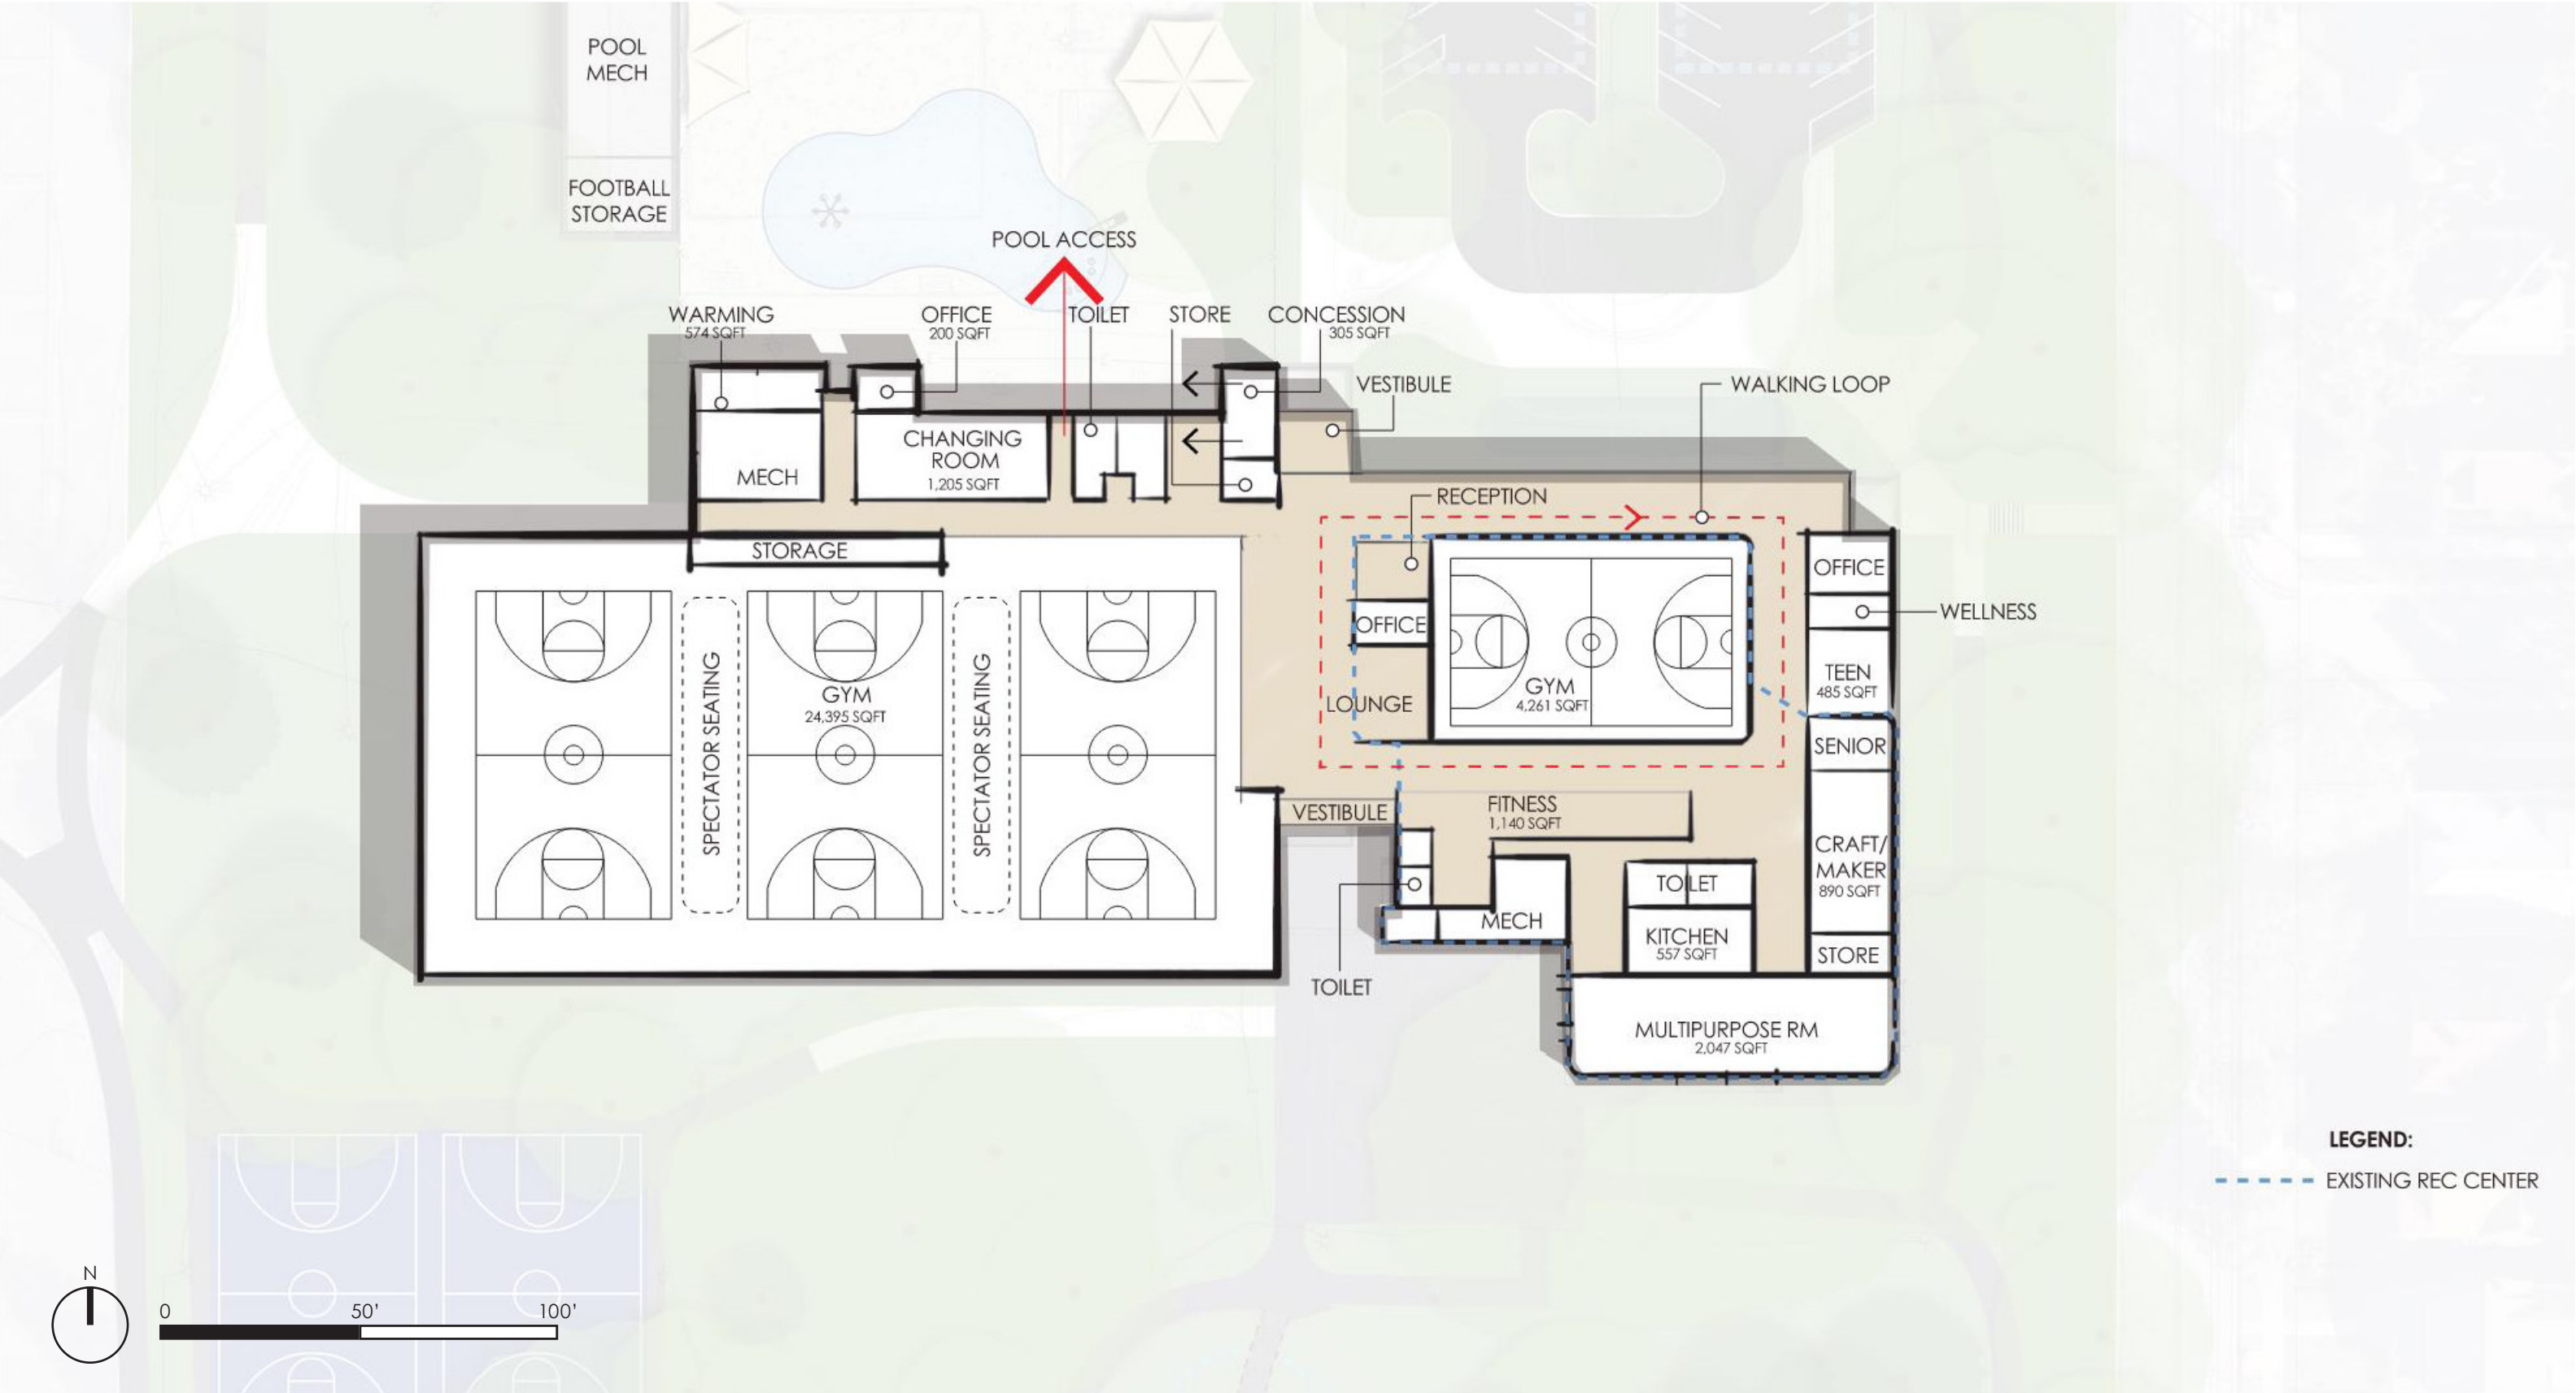 POOL
MECH
FOOTBALL
STORAGE
POOL ACCESS
WARMING
574 SQFT
OFFICE
200 SQFT
TOILET
STORE
CONCESSION
305 SQFT
VESTIBULE
WALKING LOOP
CHANGING
ROOM
1,205 SQFT
MECH
RECEPTION
STORAGE
OFFICE
WELLNESS
OFFICE
TEEN
485 SQFT
SPECTATOR SEATING
GYM
24,395 SQFT
SPECTATOR SEATING
LOUNGE
GYM
4,261 SQFT
SENIOR
VESTIBULE
FITNESS
1,140 SQFT
CRAFT/
MAKER
890 SQFT
TOILET
MECH
KITCHEN
557 SQFT
STORE
TOILET
MULTIPURPOSE RM
2,047 SQFT
LEGEND:
EXISTING REC CENTER
N
0 50' 100'